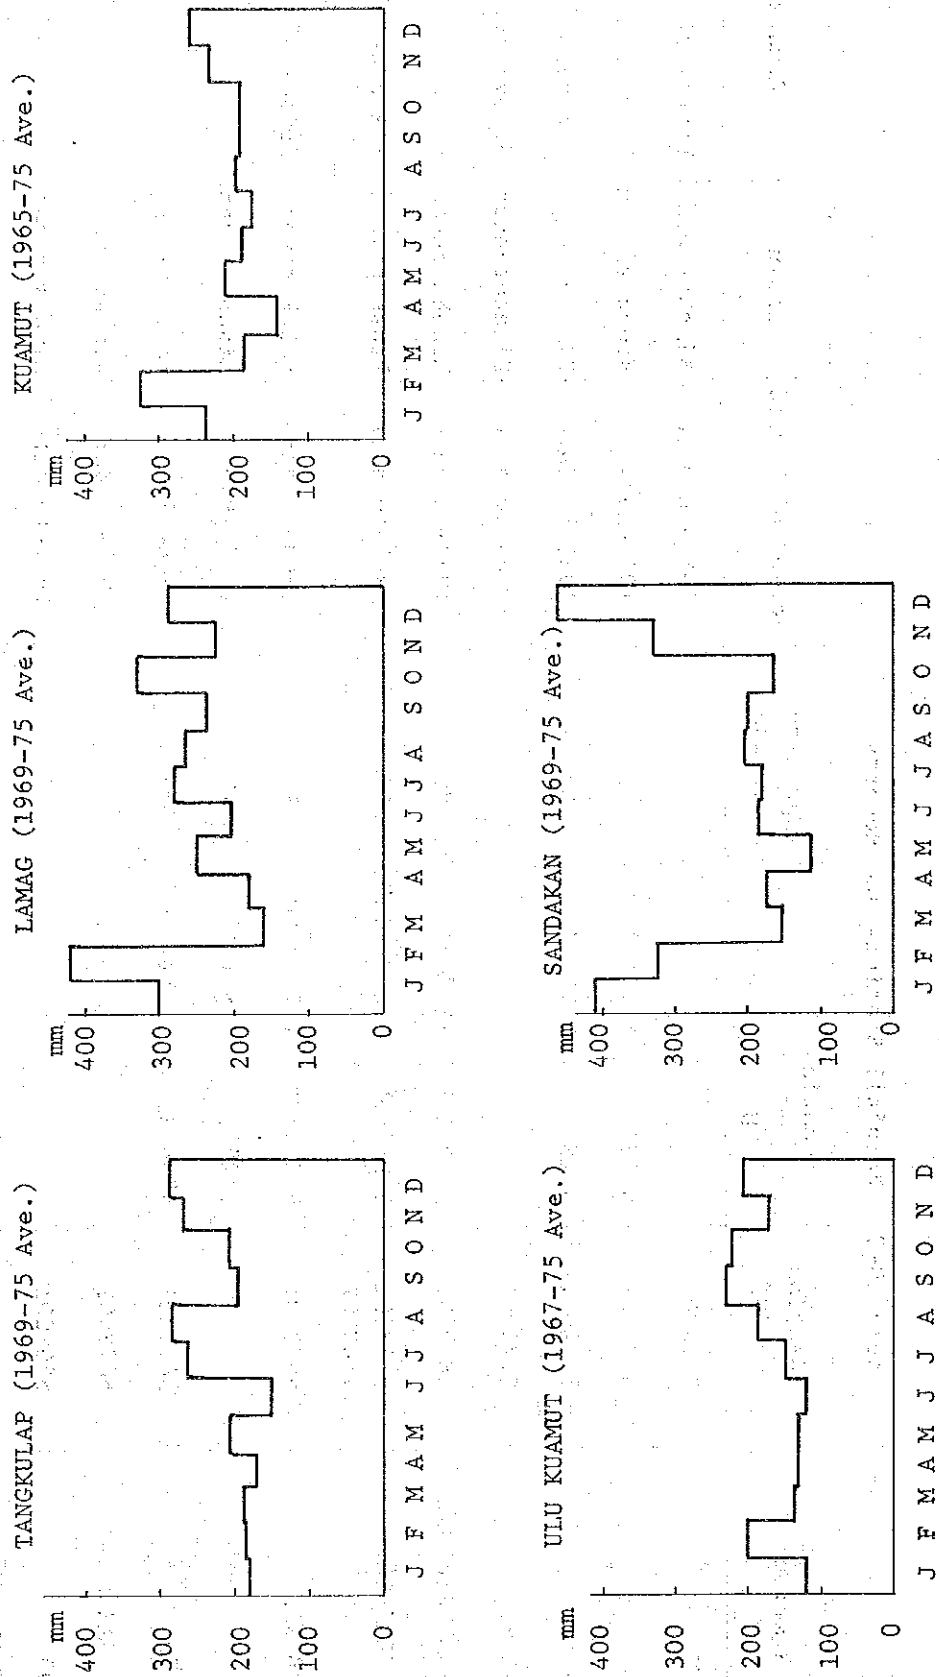 TANGKULAP (1969-75 Ave.)
mm
400
300
200
100
0
J F M A M J J A S O N D
LAMAG (1969-75 Ave.)
mm
400
300
200
100
0
J F M A M J J A S O N D
KUAMUT (1965-75 Ave.)
mm
400
300
200
100
0
J F M A M J J A S O N D
ULU KUAMUT (1967-75 Ave.)
mm
400
300
200
100
0
J F M A M J J A S O N D
SANDAKAN (1969-75 Ave.)
mm
400
300
200
100
0
J F M A M J J A S O N D